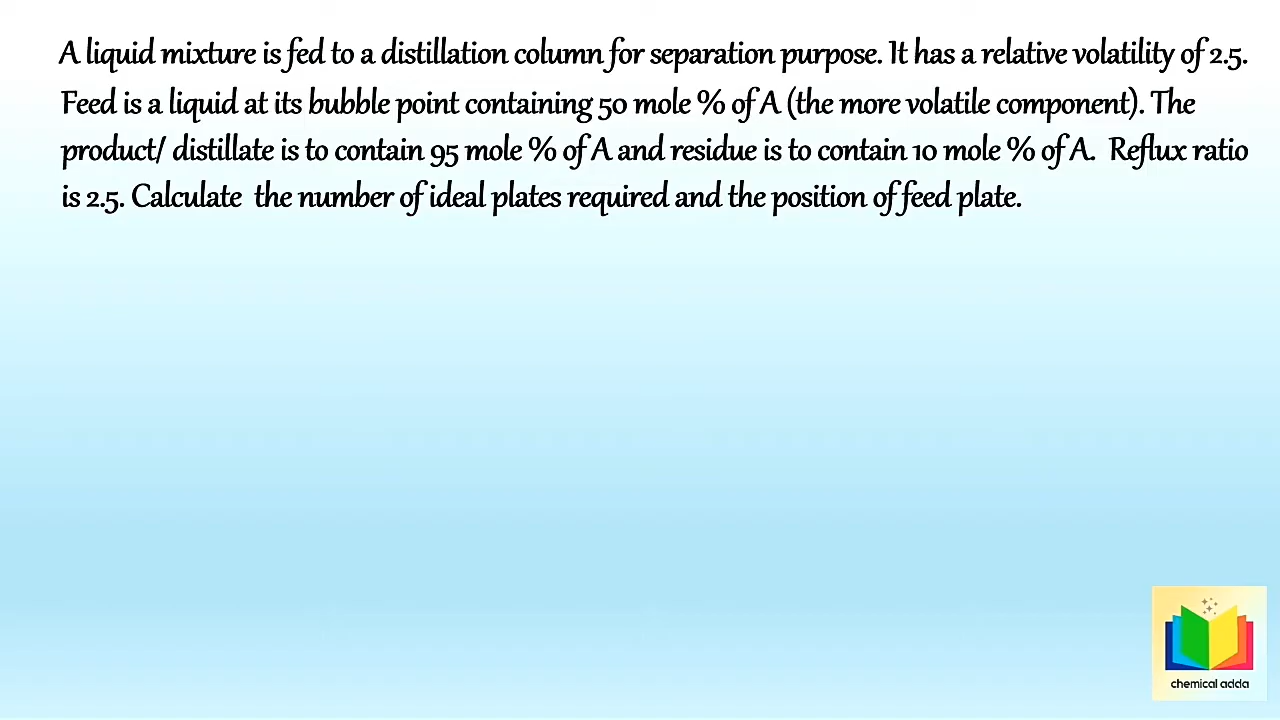 A liquid mixture is fed to a distillation column for separation purpose. It has a relative volatility of 2.5.
Feed is a liquid at its bubble point containing 50 mole % of A (the more volatile component). The
product/ distillate is to contain 95 mole % of A and residue is to contain 10 mole % of A. Reflux ratio
is 2.5. Calculate the number of ideal plates required and the position of feed plate.
chemical adda